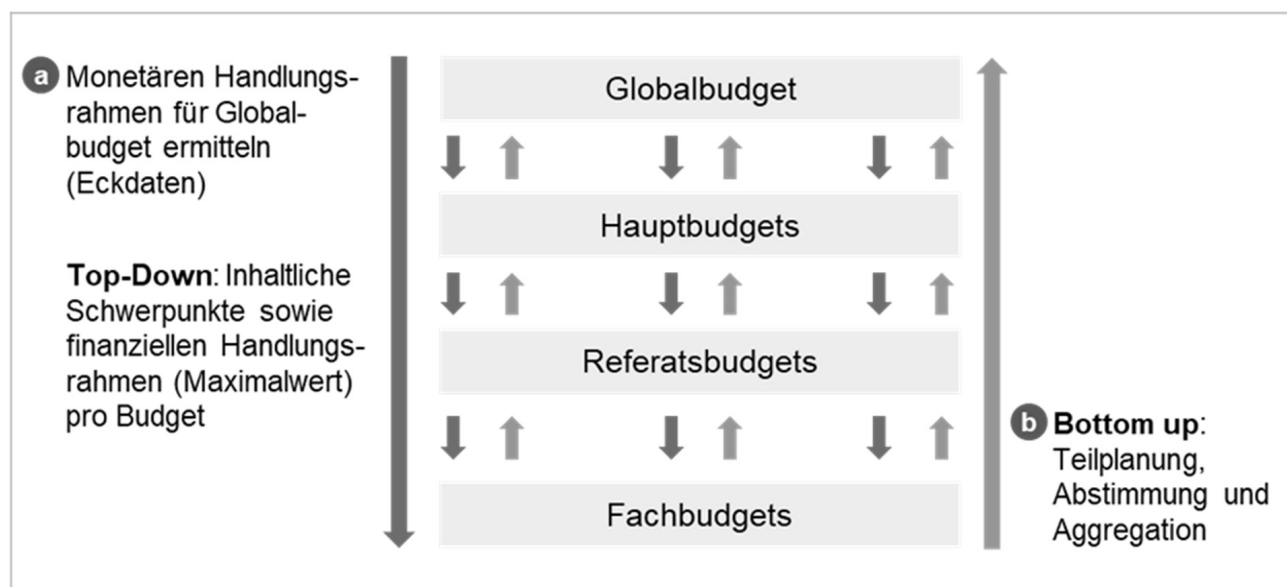 a Monetären Handlungs-
rahmen für Global-
budget ermitteln
(Eckdaten)
Top-Down: Inhaltliche
Schwerpunkte sowie
finanziellen Handlungs-
rahmen (Maximalwert)
pro Budget
Globalbudget
Hauptbudgets
Referatsbudgets
Fachbudgets
b Bottom up:
Teilplanung,
Abstimmung und
Aggregation